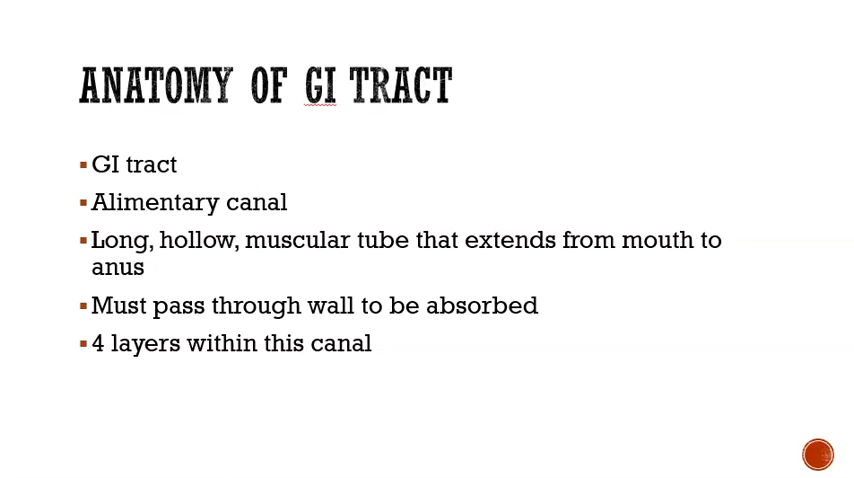 ANATOMY OF GI TRACT
▪GI tract
▪Alimentary canal
▪Long, hollow, muscular tube that extends from mouth to
anus
▪Must pass through wall to be absorbed
▪4 layers within this canal